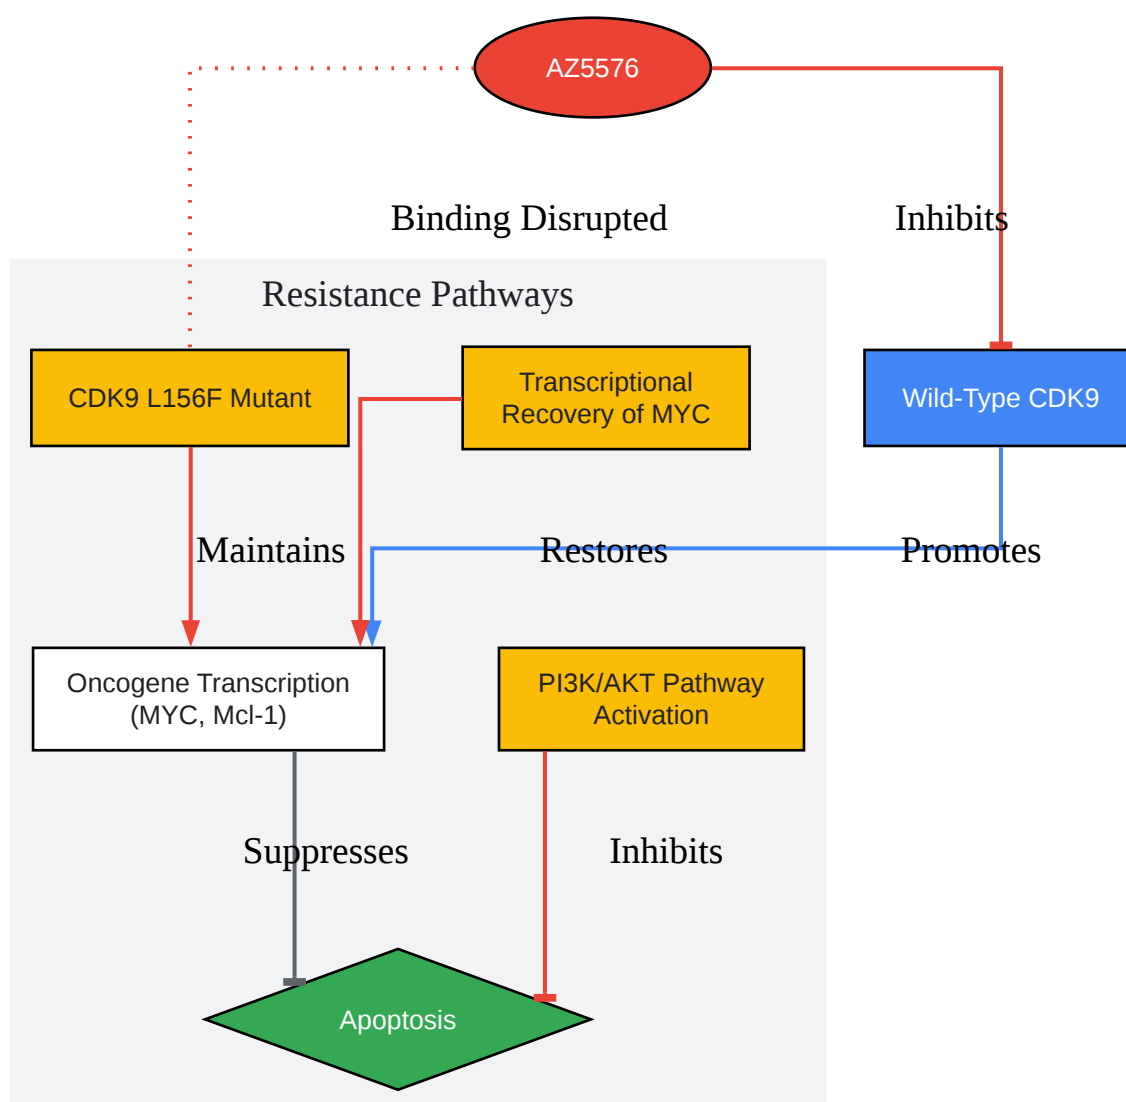 AZ5576
Binding Disrupted
Inhibits
Resistance Pathways
CDK9 L156F Mutant
Transcriptional
Recovery of MYC
Wild-Type CDK9
Maintains
Restores
Promotes
Oncogene Transcription
(MYC, Mcl-1)
PI3K/AKT Pathway
Activation
Suppresses
Inhibits
Apoptosis